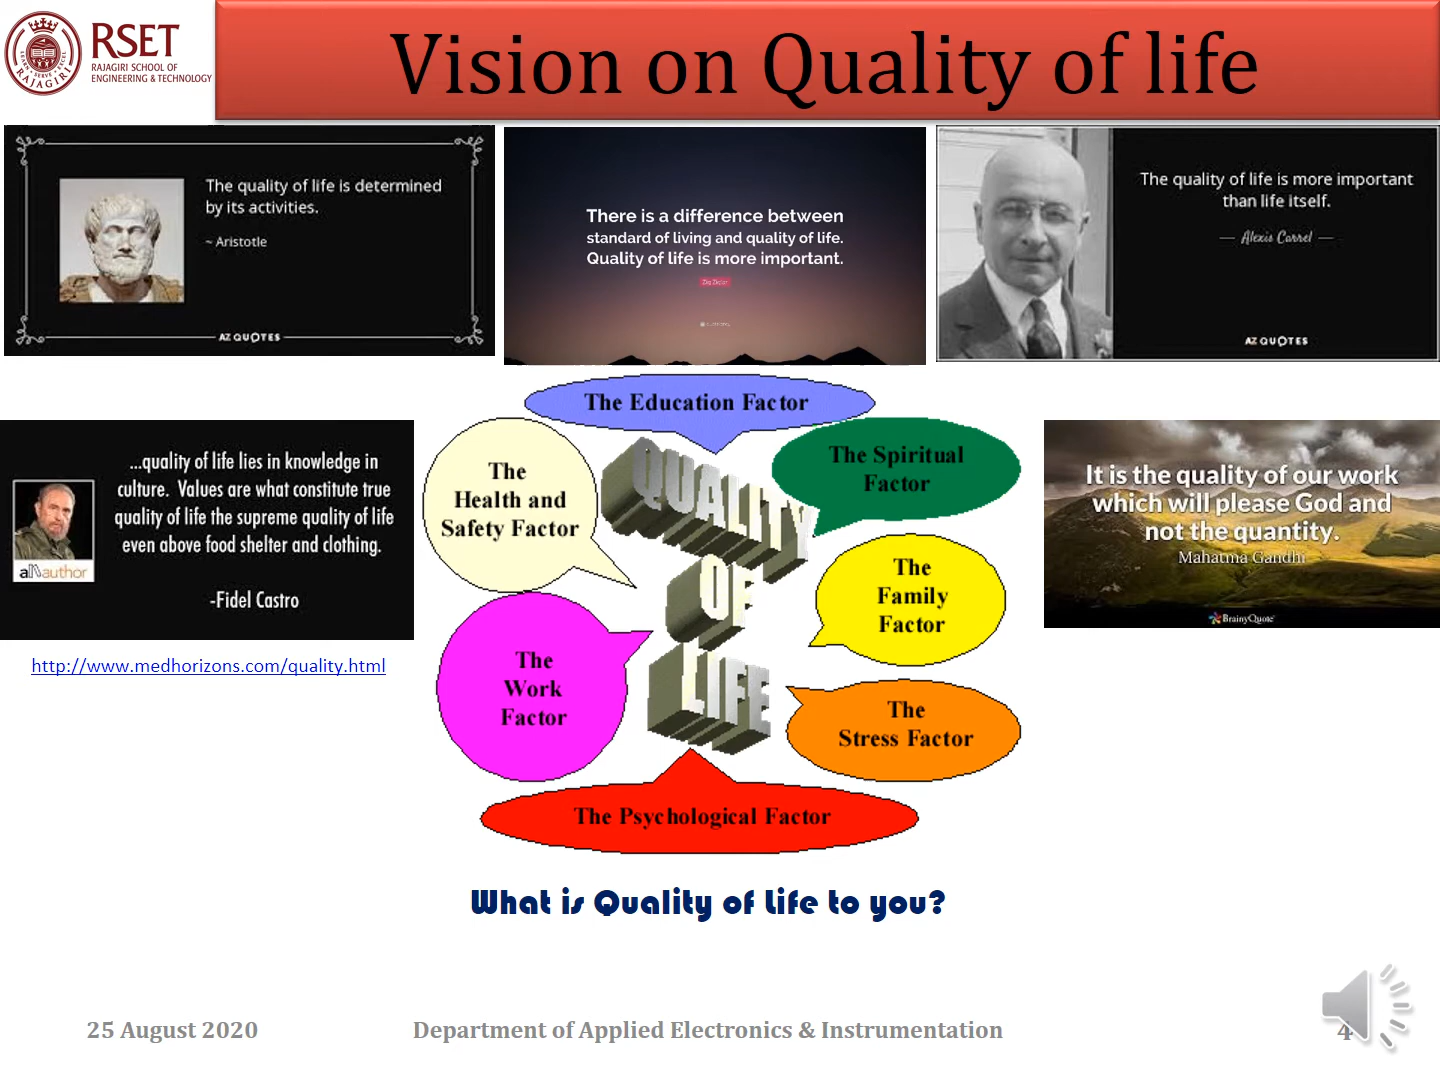 RSET
RAJAGIRI SCHOOL OF
ENGINEERING & TECHNOLOGY
RAJAGIRI
Vision on Quality of life
The quality of life is determined
by its activities.
~ Aristotle
AZ QUOTES
There is a difference between
standard of living and quality of life.
Quality of life is more important.
Zig Ziglar
The quality of life is more important
than life itself.
— Alexis Carrel —
AZ QUOTES
...quality of life lies in knowledge in
culture. Values are what constitute true
quality of life the supreme quality of life
even above food shelter and clothing.
-Fidel Castro
allauthor
http://www.medhorizons.com/quality.html
The Education Factor
The
Health and
Safety Factor
The Spiritual
Factor
QUALITY
OF
LIFE
The
Family
Factor
The
Work
Factor
The
Stress Factor
The Psychological Factor
It is the quality of our work
which will please God and
not the quantity.
Mahatma Gandhi
BrainyQuote
What is Quality of Life to you?
25 August 2020
Department of Applied Electronics & Instrumentation
4